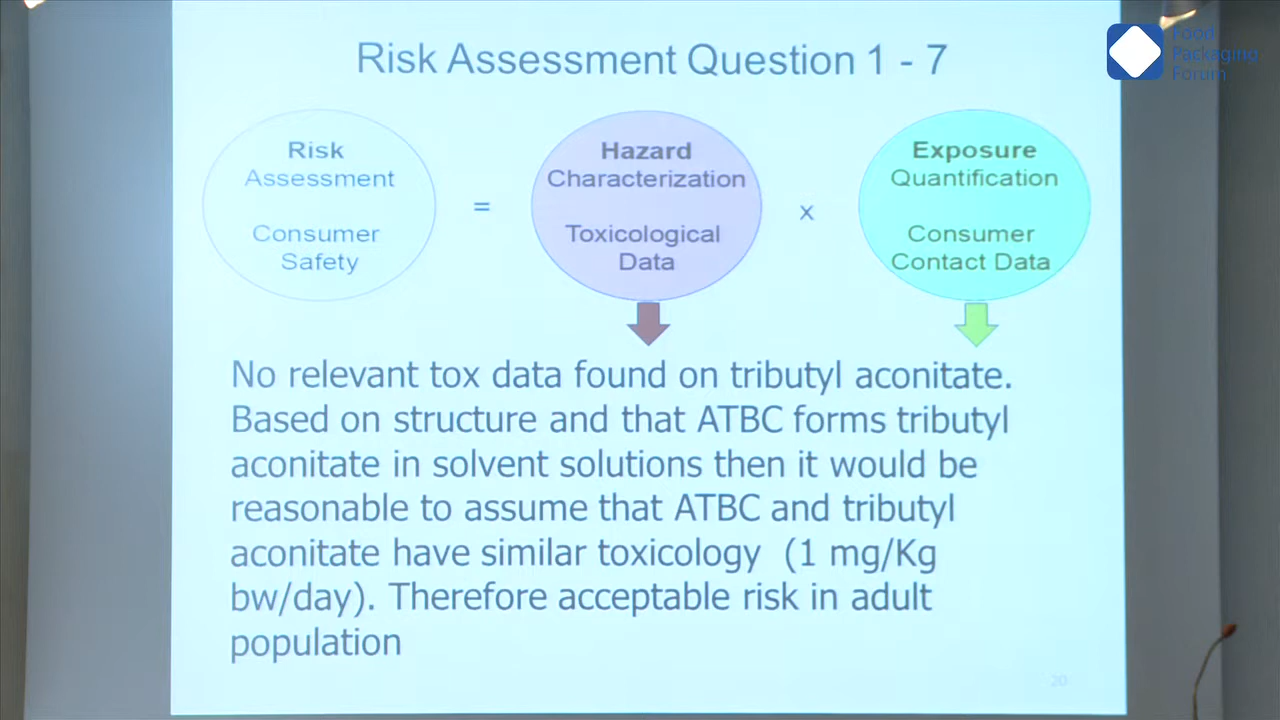 Risk Assessment Question 1 - 7
Food
Packaging
Forum
Risk
Assessment
Consumer
Safety
=
Hazard
Characterization
Toxicological
Data
x
Exposure
Quantification
Consumer
Contact Data
No relevant tox data found on tributyl aconitate.
Based on structure and that ATBC forms tributyl
aconitate in solvent solutions then it would be
reasonable to assume that ATBC and tributyl
aconitate have similar toxicology (1 mg/Kg
bw/day). Therefore acceptable risk in adult
population
20